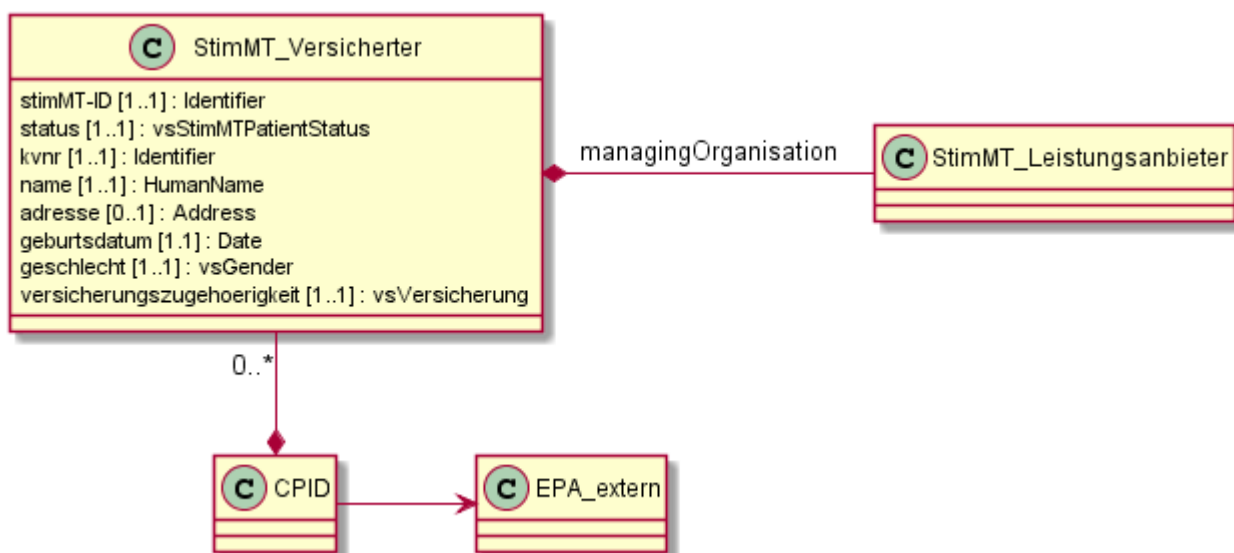 C StimMT_Versicherter
stimMT-ID [1..1] : Identifier
status [1..1] : vsStimMTPatientStatus
kvnr [1..1] : Identifier
name [1..1] : HumanName
adresse [0..1] : Address
geburtsdatum [1.1] : Date
geschlecht [1..1] : vsGender
versicherungszugehoerigkeit [1..1] : vsVersicherung
managingOrganisation
C StimMT_Leistungsanbieter
0..*
C CPID
C EPA_extern